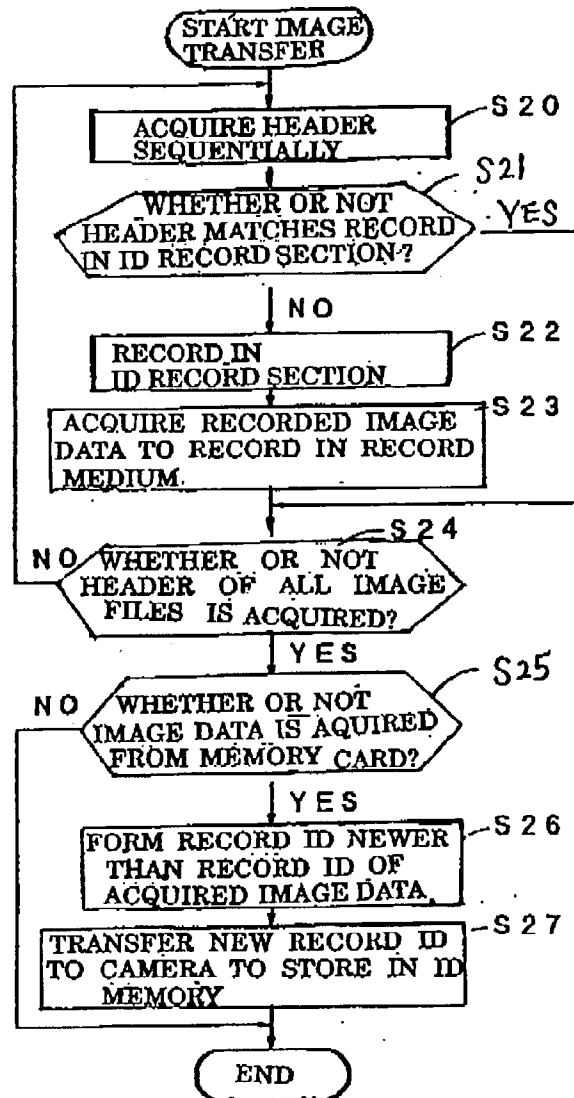 START IMAGE
TRANSFER
S20
ACQUIRE HEADER
SEQUENTIALLY
S21
WHETHER OR NOT
HEADER MATCHES RECORD
IN ID RECORD SECTION?
YES
NO
S22
RECORD IN
ID RECORD SECTION
S23
ACQUIRE RECORDED IMAGE
DATA TO RECORD IN RECORD
MEDIUM.
S24
NO
WHETHER OR NOT
HEADER OF ALL IMAGE
FILES IS ACQUIRED?
YES
S25
NO
WHETHER OR NOT
IMAGE DATA IS AQUIRED
FROM MEMORY CARD?
YES
S26
FORM RECORD ID NEWER
THAN RECORD ID OF
ACQUIRED IMAGE DATA.
S27
TRANSFER NEW RECORD ID
TO CAMERA TO STORE IN ID
MEMORY
END